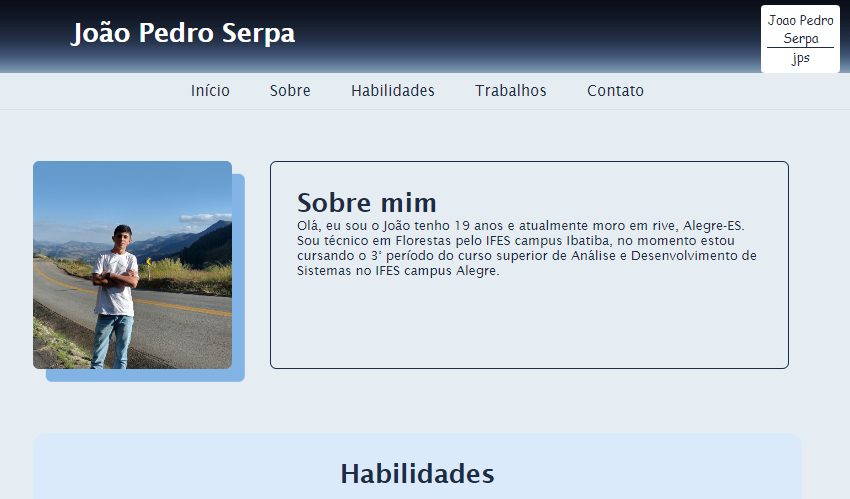 João Pedro Serpa
Joao Pedro
Serpa
jps
Início
Sobre
Habilidades
Trabalhos
Contato
Sobre mim
Olá, eu sou o João tenho 19 anos e atualmente moro em rive, Alegre-ES.
Sou técnico em Florestas pelo IFES campus Ibatiba, no momento estou
cursando o 3° período do curso superior de Análise e Desenvolvimento de
Sistemas no IFES campus Alegre.
Habilidades